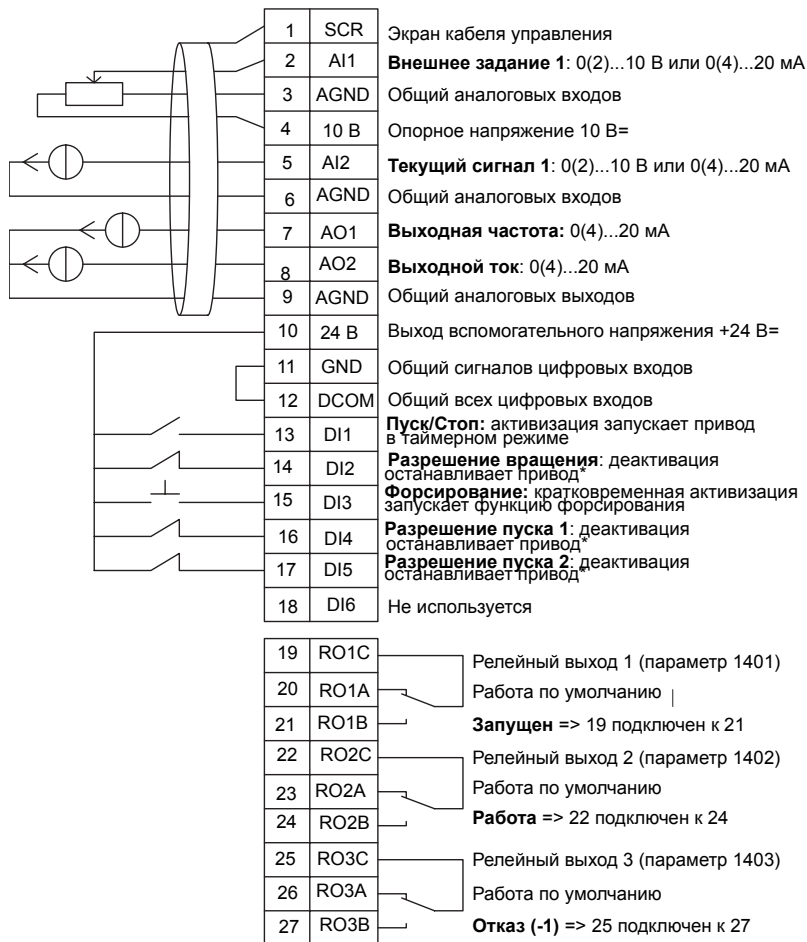 1 SCR Экран кабеля управления
2 AI1 Внешнее задание 1: 0(2)...10 В или 0(4)...20 мА
3 AGND Общий аналоговых входов
4 10 В Опорное напряжение 10 В=
5 AI2 Текущий сигнал 1: 0(2)...10 В или 0(4)...20 мА
6 AGND Общий аналоговых входов
7 AO1 Выходная частота: 0(4)...20 мА
8 AO2 Выходной ток: 0(4)...20 мА
9 AGND Общий аналоговых выходов
10 24 В Выход вспомогательного напряжения +24 В=
11 GND Общий сигналов цифровых входов
12 DCOM Общий всех цифровых входов
13 DI1 Пуск/Стоп: активизация запускает привод
в таймерном режиме
14 DI2 Разрешение вращения: деактивация
останавливает привод*
15 DI3 Форсирование: кратковременная активизация
запускает функцию форсирования
16 DI4 Разрешение пуска 1: деактивация
останавливает привод*
17 DI5 Разрешение пуска 2: деактивация
останавливает привод*
18 DI6 Не используется
19 RO1C Релейный выход 1 (параметр 1401)
20 RO1A Работа по умолчанию
21 RO1B Запущен => 19 подключен к 21
22 RO2C Релейный выход 2 (параметр 1402)
23 RO2A Работа по умолчанию
24 RO2B Работа => 22 подключен к 24
25 RO3C Релейный выход 3 (параметр 1403)
26 RO3A Работа по умолчанию
27 RO3B Отказ (-1) => 25 подключен к 27